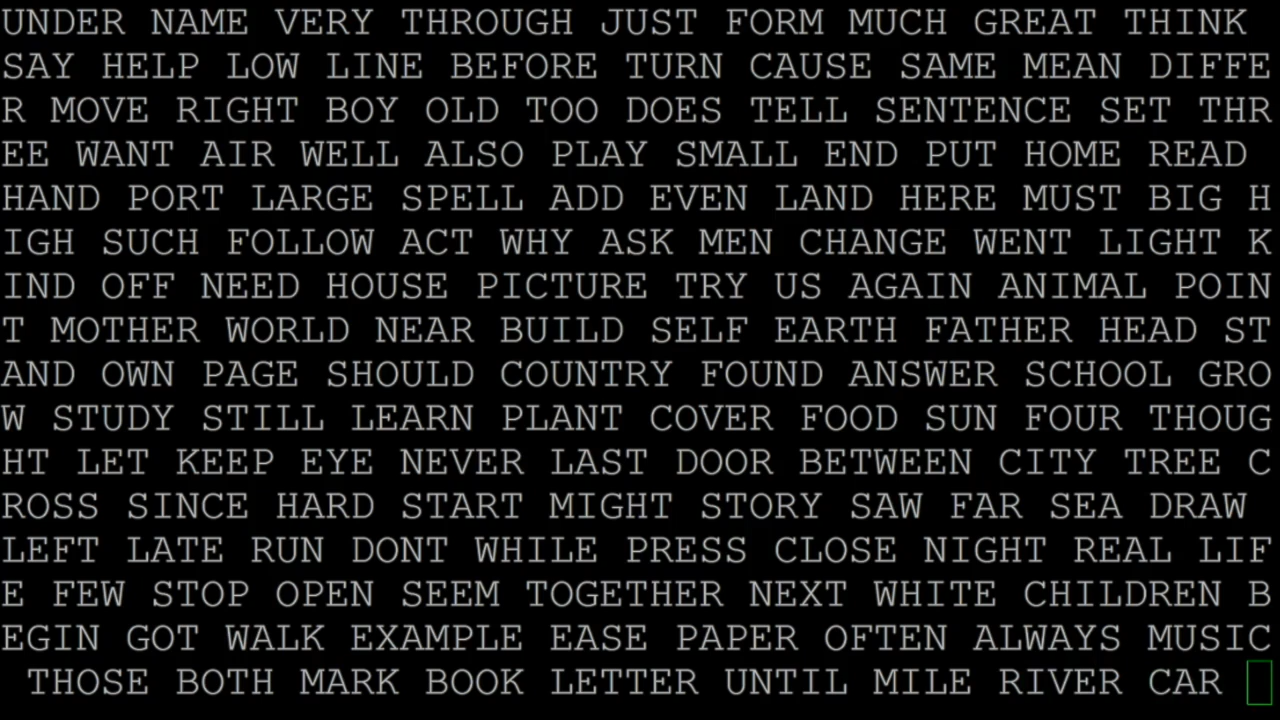 UNDER NAME VERY THROUGH JUST FORM MUCH GREAT THINK
SAY HELP LOW LINE BEFORE TURN CAUSE SAME MEAN DIFFE
R MOVE RIGHT BOY OLD TOO DOES TELL SENTENCE SET THR
EE WANT AIR WELL ALSO PLAY SMALL END PUT HOME READ
HAND PORT LARGE SPELL ADD EVEN LAND HERE MUST BIG H
IGH SUCH FOLLOW ACT WHY ASK MEN CHANGE WENT LIGHT K
IND OFF NEED HOUSE PICTURE TRY US AGAIN ANIMAL POIN
T MOTHER WORLD NEAR BUILD SELF EARTH FATHER HEAD ST
AND OWN PAGE SHOULD COUNTRY FOUND ANSWER SCHOOL GRO
W STUDY STILL LEARN PLANT COVER FOOD SUN FOUR THOUG
HT LET KEEP EYE NEVER LAST DOOR BETWEEN CITY TREE C
ROSS SINCE HARD START MIGHT STORY SAW FAR SEA DRAW
LEFT LATE RUN DONT WHILE PRESS CLOSE NIGHT REAL LIF
E FEW STOP OPEN SEEM TOGETHER NEXT WHITE CHILDREN B
EGIN GOT WALK EXAMPLE EASE PAPER OFTEN ALWAYS MUSIC
THOSE BOTH MARK BOOK LETTER UNTIL MILE RIVER CAR